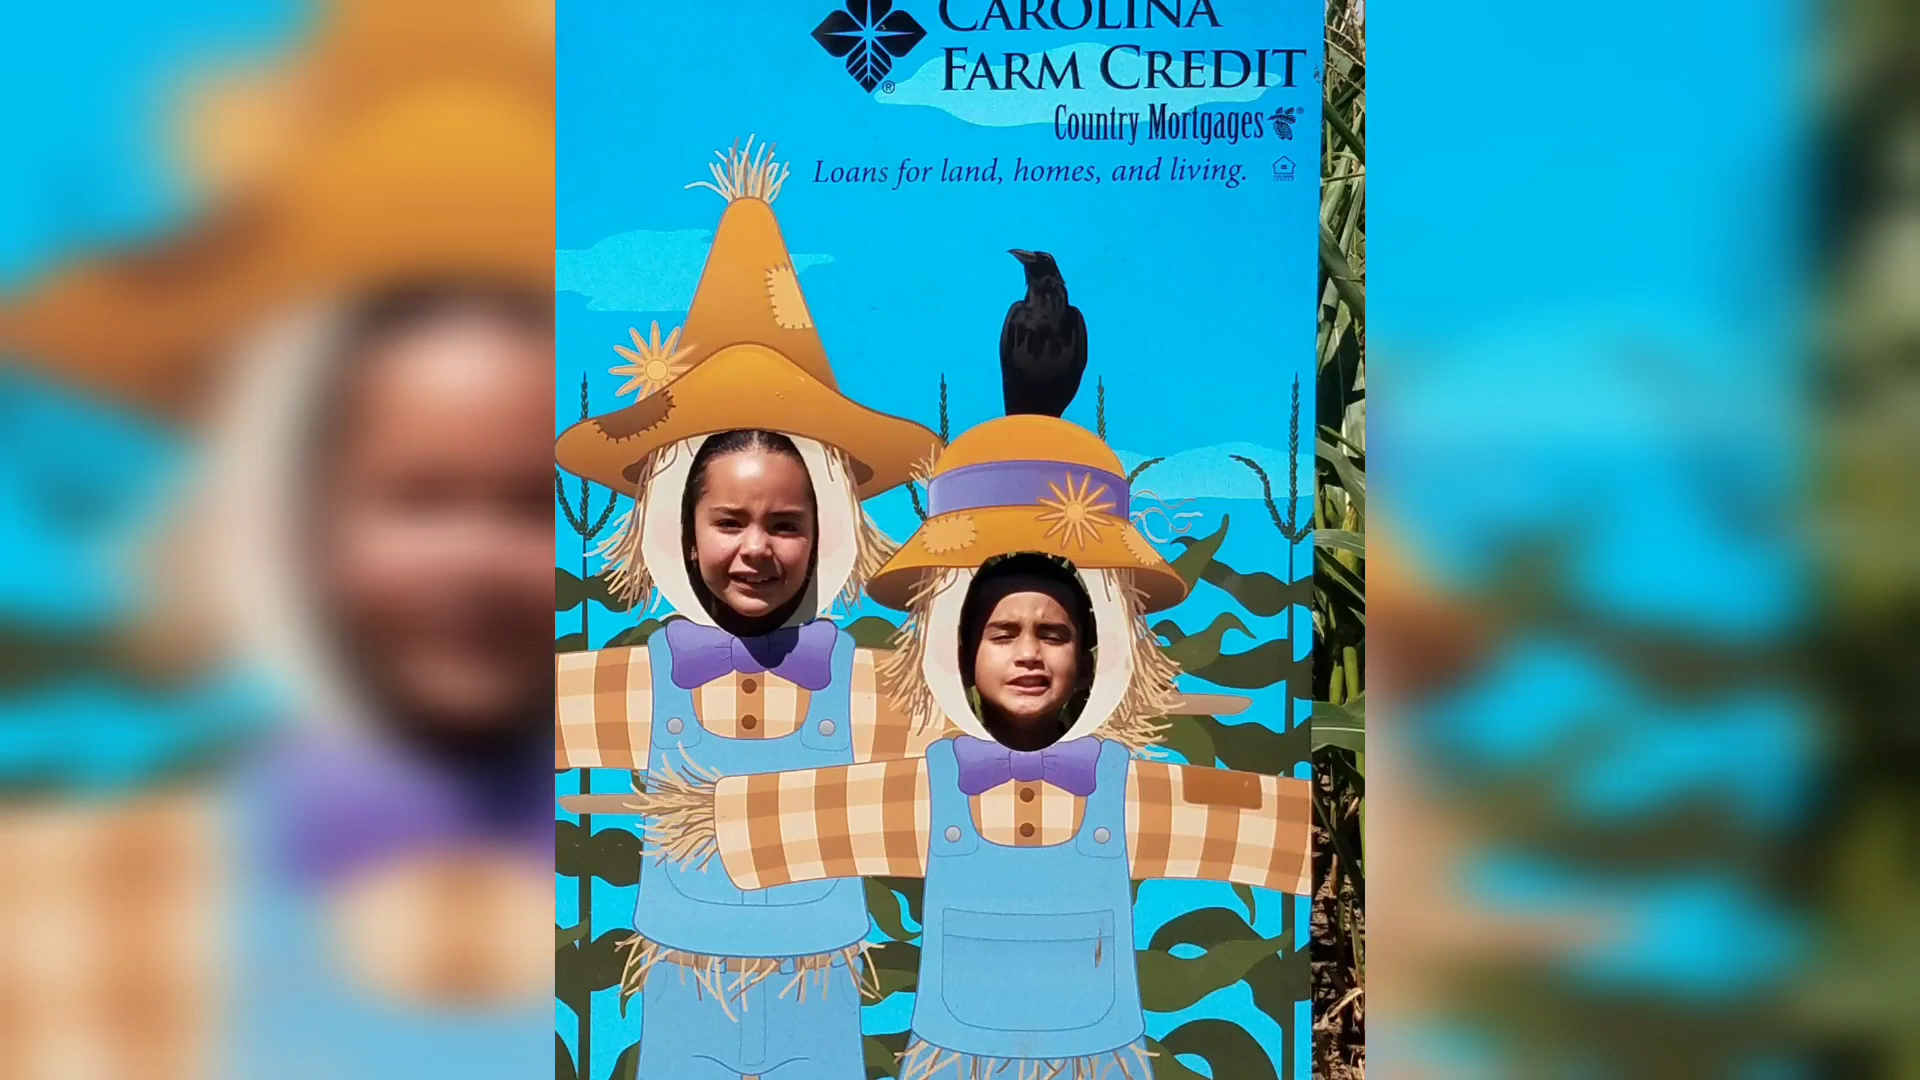 CAROLINA
FARM CREDIT
®
Country Mortgages®
Loans for land, homes, and living.